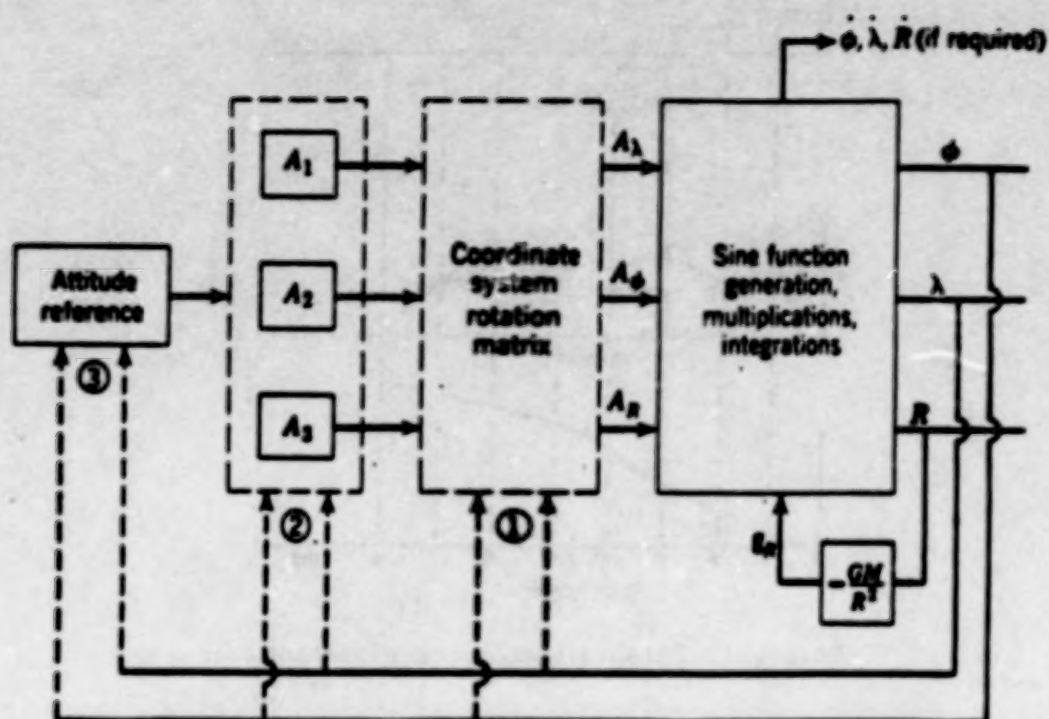 φ̇, λ̇, Ṙ (if required)
A₁
A₂
A₃
Attitude
reference
Coordinate
system
rotation
matrix
A_λ
A_φ
A_R
Sine function
generation,
multiplications,
integrations
φ
λ
R
③
②
①
g_R
-GM/R²